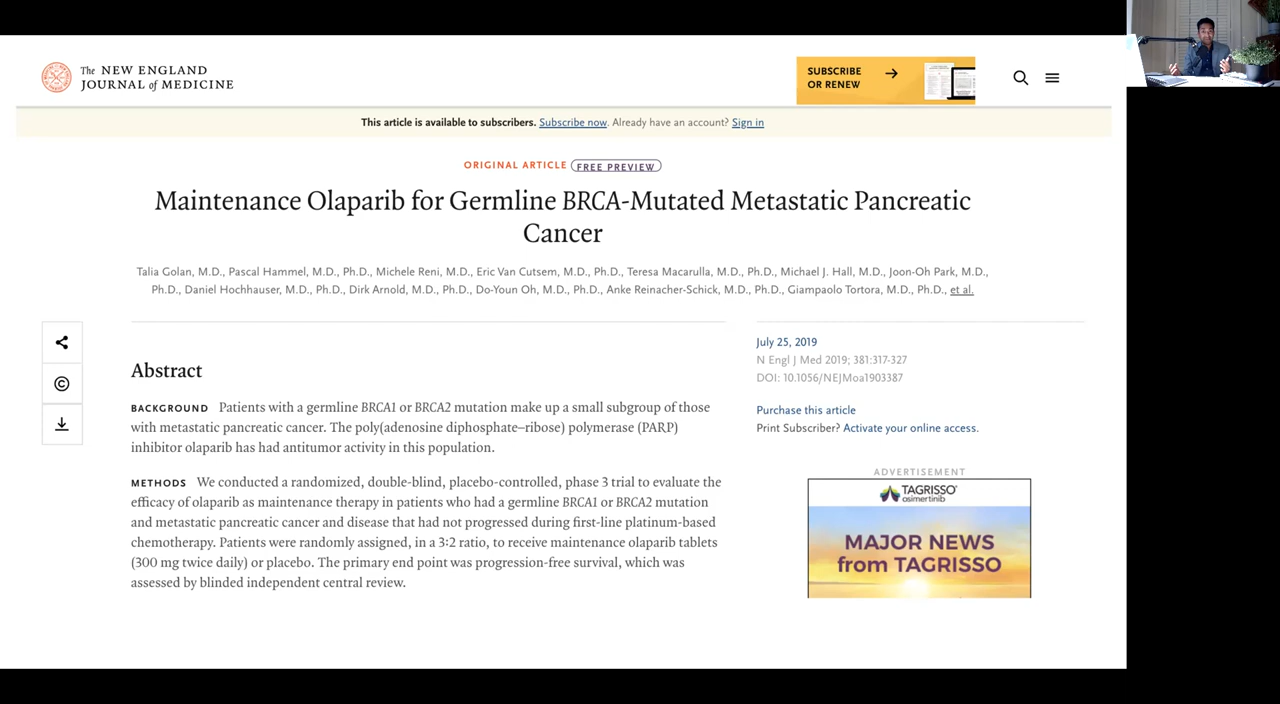 The NEW ENGLAND
JOURNAL of MEDICINE
SUBSCRIBE
OR RENEW
This article is available to subscribers. Subscribe now. Already have an account? Sign in
ORIGINAL ARTICLE FREE PREVIEW
Maintenance Olaparib for Germline BRCA-Mutated Metastatic Pancreatic
Cancer
Talia Golan, M.D., Pascal Hammel, M.D., Ph.D., Michele Reni, M.D., Eric Van Cutsem, M.D., Ph.D., Teresa Macarulla, M.D., Ph.D., Michael J. Hall, M.D., Joon-Oh Park, M.D.,
Ph.D., Daniel Hochhauser, M.D., Ph.D., Dirk Arnold, M.D., Ph.D., Do-Youn Oh, M.D., Ph.D., Anke Reinacher-Schick, M.D., Ph.D., Giampaolo Tortora, M.D., Ph.D., et al.
Abstract
BACKGROUND Patients with a germline BRCA1 or BRCA2 mutation make up a small subgroup of those
with metastatic pancreatic cancer. The poly(adenosine diphosphate–ribose) polymerase (PARP)
inhibitor olaparib has had antitumor activity in this population.
METHODS We conducted a randomized, double-blind, placebo-controlled, phase 3 trial to evaluate the
efficacy of olaparib as maintenance therapy in patients who had a germline BRCA1 or BRCA2 mutation
and metastatic pancreatic cancer and disease that had not progressed during first-line platinum-based
chemotherapy. Patients were randomly assigned, in a 3:2 ratio, to receive maintenance olaparib tablets
(300 mg twice daily) or placebo. The primary end point was progression-free survival, which was
assessed by blinded independent central review.
July 25, 2019
N Engl J Med 2019; 381:317-327
DOI: 10.1056/NEJMoa1903387
Purchase this article
Print Subscriber? Activate your online access.
ADVERTISEMENT
TAGRISSO
osimertinib
MAJOR NEWS
from TAGRISSO